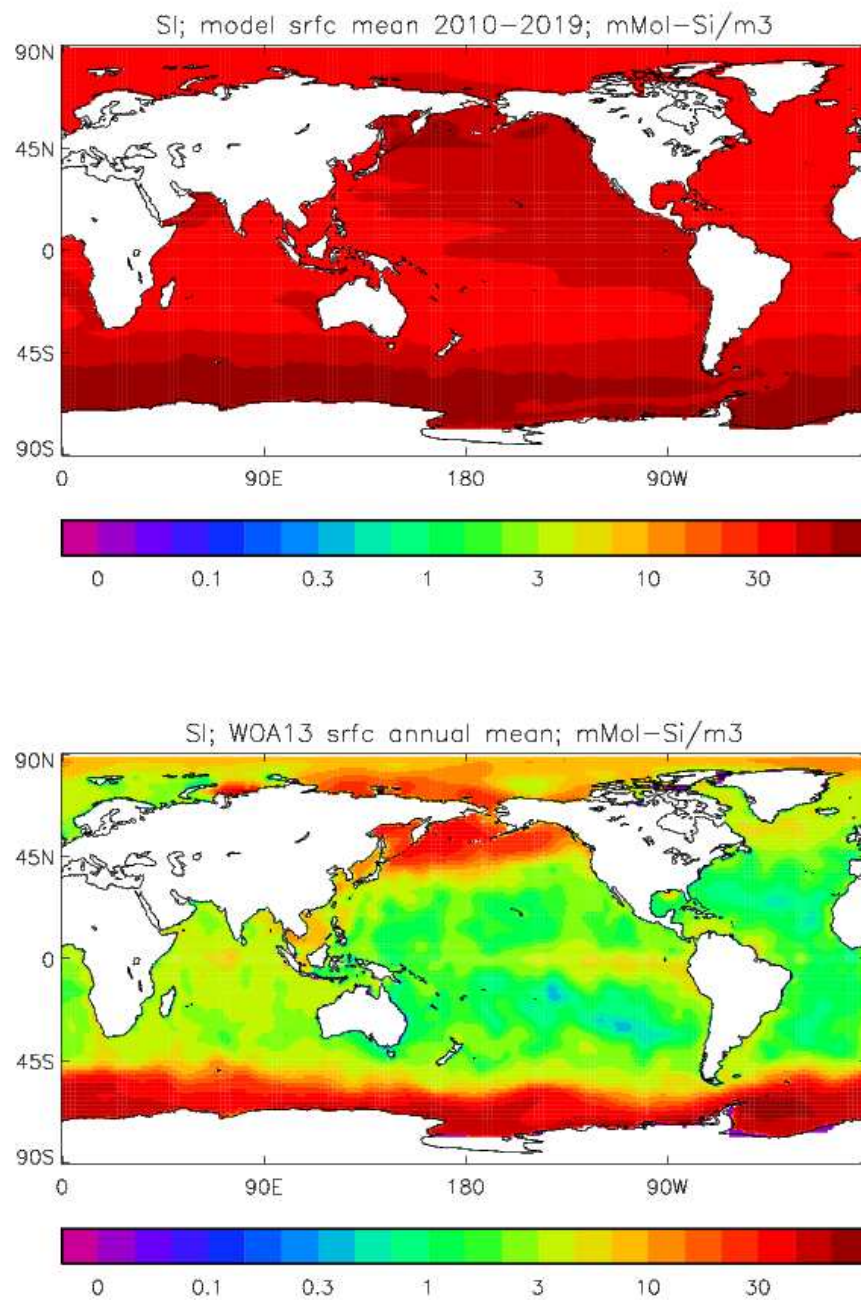 SI; model srfc mean 2010-2019; mMol-Si/m3
90N
45N
0
45S
90S
0 90E 180 90W
0 0.1 0.3 1 3 10 30
SI; WOA13 srfc annual mean; mMol-Si/m3
90N
45N
0
45S
90S
0 90E 180 90W
0 0.1 0.3 1 3 10 30